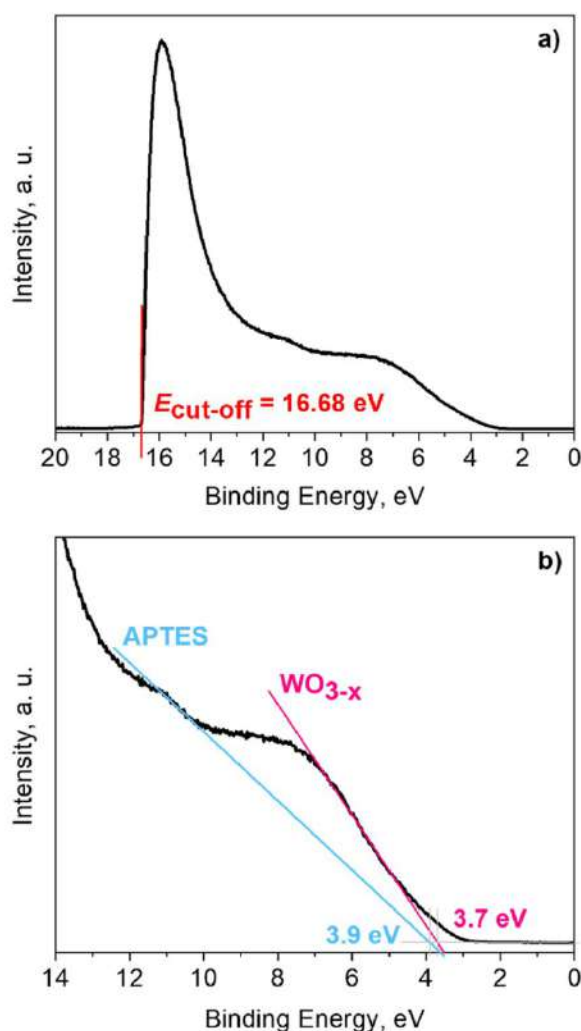 a)
Intensity, a. u.
E cut-off = 16.68 eV
20 18 16 14 12 10 8 6 4 2 0
Binding Energy, eV
b)
APTES
WO3-x
Intensity, a. u.
3.7 eV
3.9 eV
14 12 10 8 6 4 2 0
Binding Energy, eV